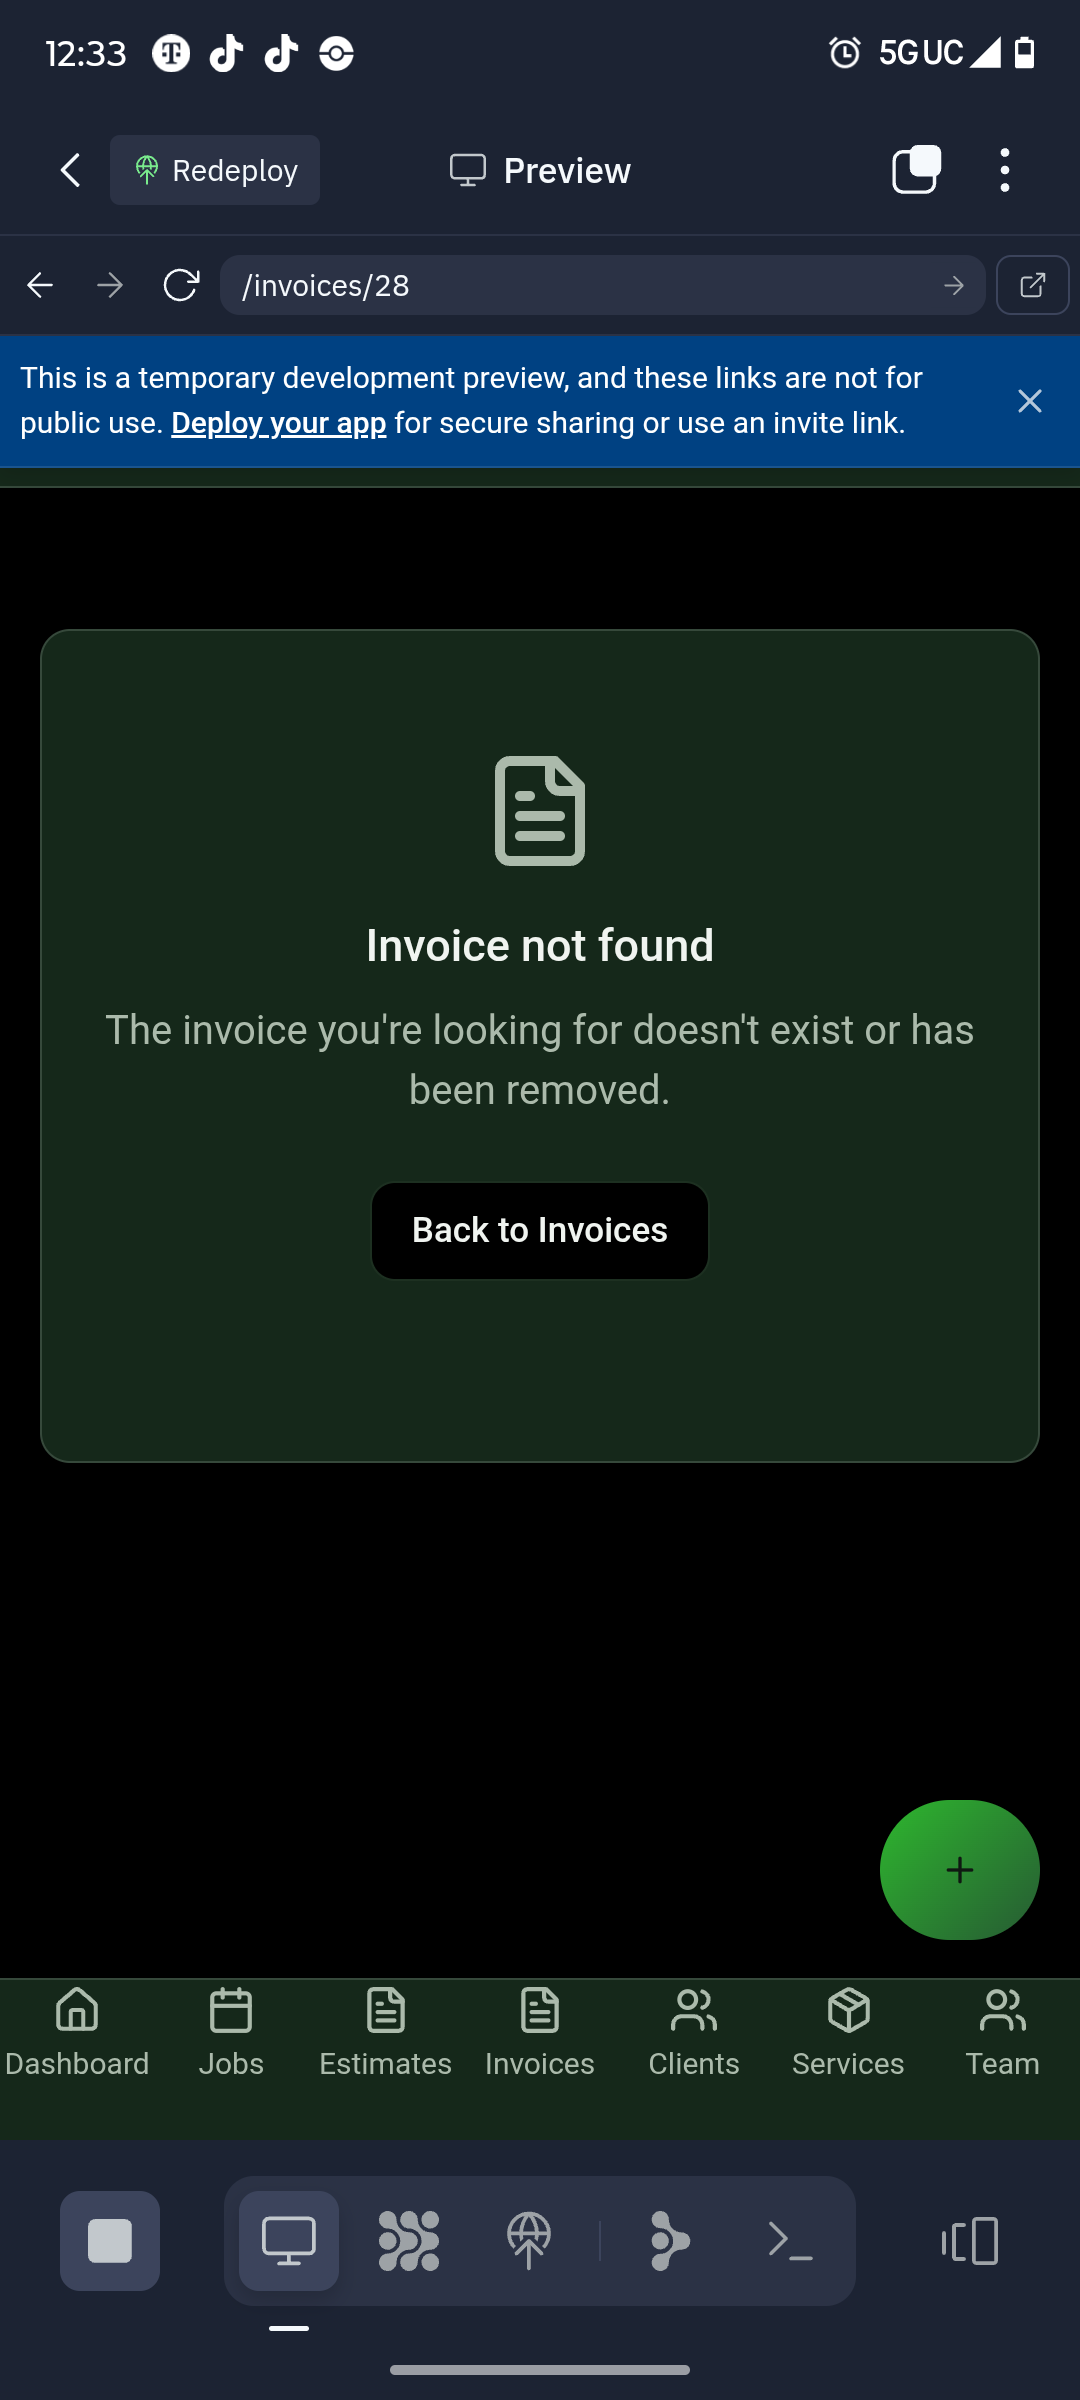 12:33
5G UC
Redeploy
Preview
/invoices/28
This is a temporary development preview, and these links are not for
public use. Deploy your app for secure sharing or use an invite link.
Invoice not found
The invoice you're looking for doesn't exist or has
been removed.
Back to Invoices
Dashboard Jobs Estimates Invoices Clients Services Team